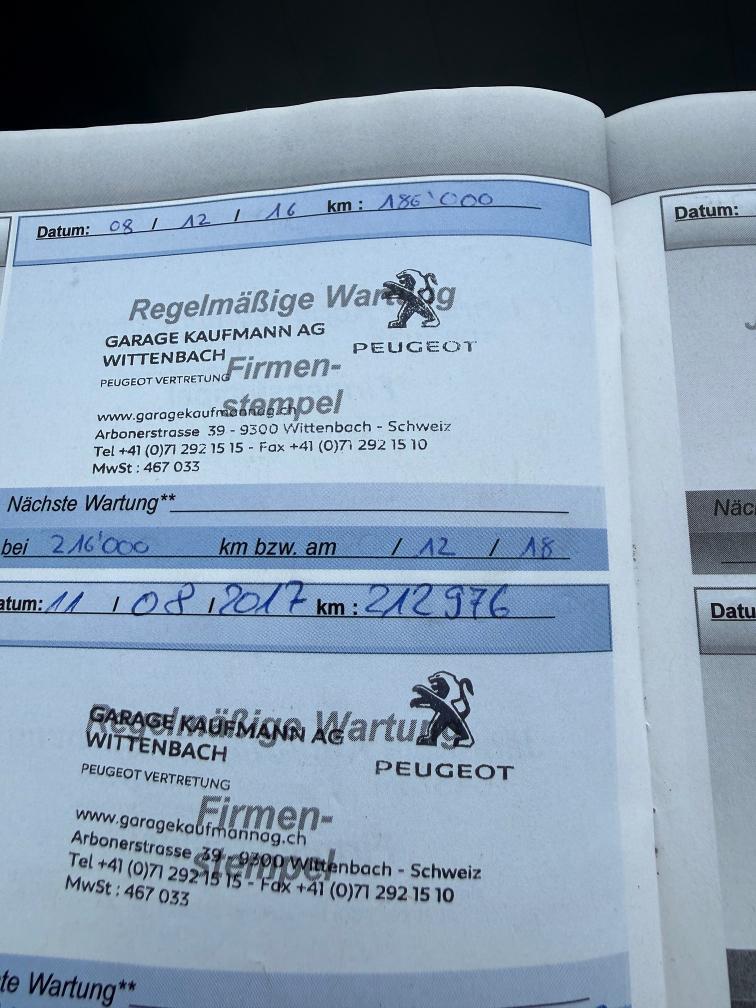 Datum: 08 / 12 / 16 km : 186'000
Datum:
Regelmäßige Wartung
GARAGE KAUFMANN AG
WITTENBACH
PEUGEOT
PEUGEOT VERTRETUNG
Firmen-
stempel
www.garagekaufmannag.ch
Arbonerstrasse 39 - 9300 Wittenbach - Schweiz
Tel +41 (0)71 292 15 15 - Fax +41 (0)71 292 15 10
MwSt : 467 033
Nächste Wartung**
Näc
bei 216'000 km bzw. am / 12 / 18
atum: 11 / 08 / 2017 km : 212976
Datu
Regelmäßige Wartung
GARAGE KAUFMANN AG
WITTENBACH
PEUGEOT
PEUGEOT VERTRETUNG
Firmen-
stempel
www.garagekaufmannag.ch
Arbonerstrasse 39 - 9300 Wittenbach - Schweiz
Tel +41 (0)71 292 15 15 - Fax +41 (0)71 292 15 10
MwSt : 467 033
ste Wartung**